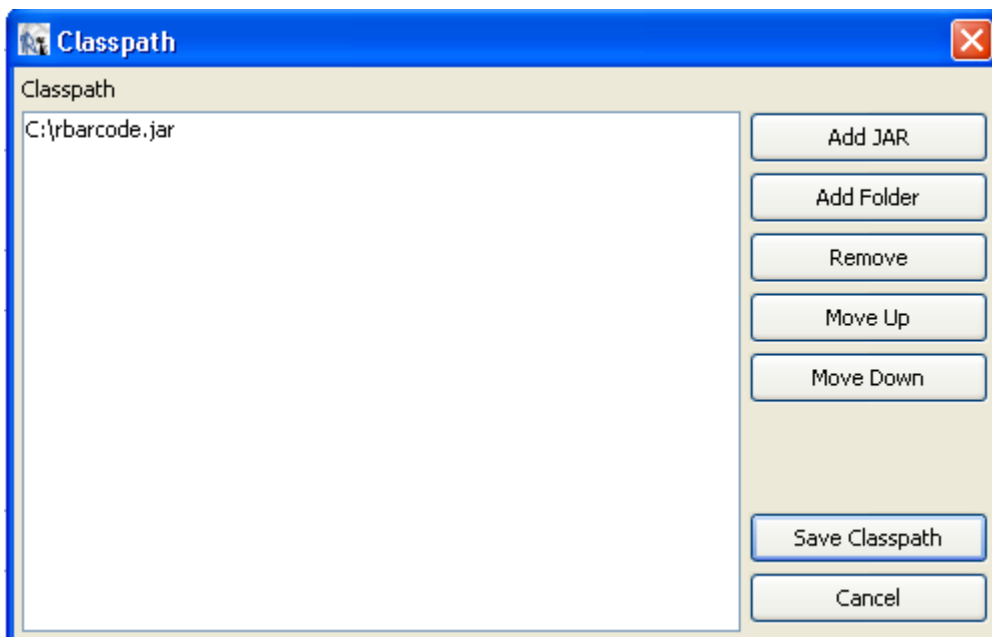 Classpath
Classpath
C:\rbarcode.jar
Add JAR
Add Folder
Remove
Move Up
Move Down
Save Classpath
Cancel